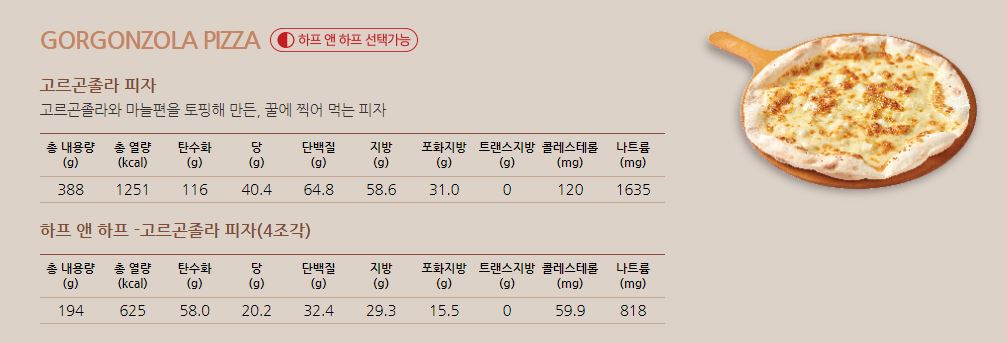 GORGONZOLA PIZZA 하프 앤 하프 선택가능
고르곤졸라 피자
고르곤졸라와 마늘편을 토핑해 만든, 꿀에 찍어 먹는 피자
총 내용량 총 열량 탄수화 당 단백질 지방 포화지방 트랜스지방 콜레스테롤 나트륨
(g) (kcal) (g) (g) (g) (g) (g) (g) (mg) (mg)
388 1251 116 40.4 64.8 58.6 31.0 0 120 1635
하프 앤 하프 -고르곤졸라 피자(4조각)
총 내용량 총 열량 탄수화 당 단백질 지방 포화지방 트랜스지방 콜레스테롤 나트륨
(g) (kcal) (g) (g) (g) (g) (g) (g) (mg) (mg)
194 625 58.0 20.2 32.4 29.3 15.5 0 59.9 818